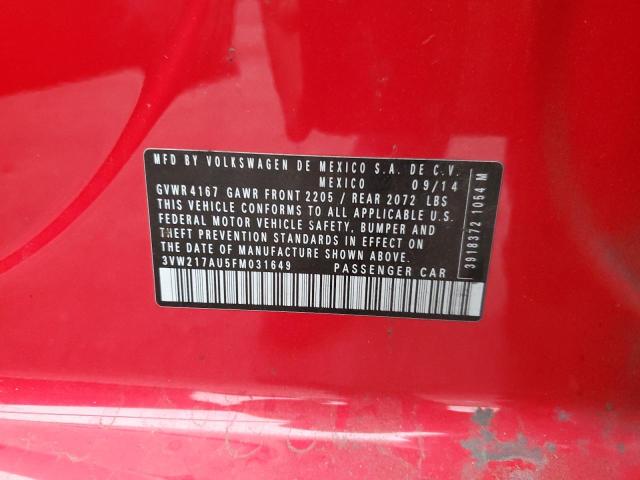 MFD BY VOLKSWAGEN DE MEXICO S.A. DE C.V.
MEXICO 09/14
GVWR 4167 GAWR FRONT 2205 / REAR 2072 LBS
THIS VEHICLE CONFORMS TO ALL APPLICABLE U.S.
FEDERAL MOTOR VEHICLE SAFETY, BUMPER AND
THEFT PREVENTION STANDARDS IN EFFECT ON
THE DATE OF MANUFACTURE SHOWN ABOVE.
3VW217AU5FM031649 PASSENGER CAR
3918372 1054 M